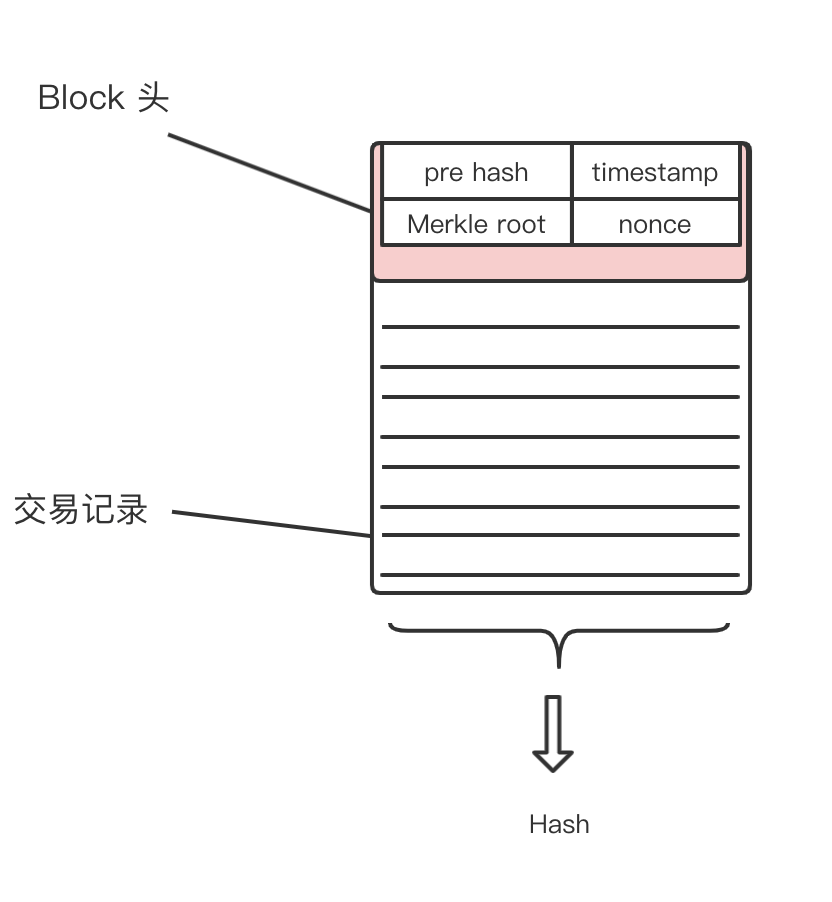 Block 头
pre hash
timestamp
Merkle root
nonce
交易记录
Hash